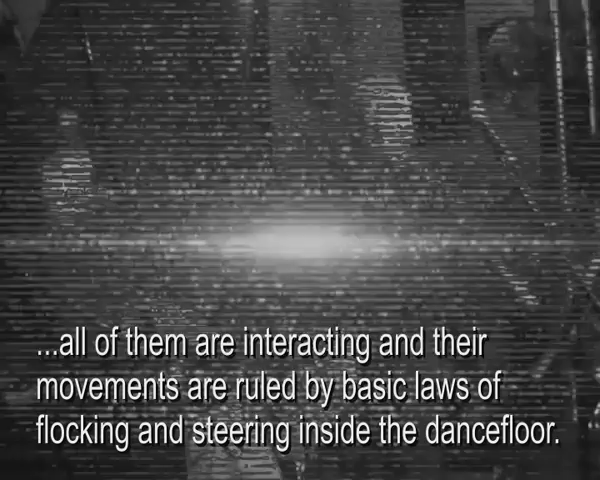 ...all of them are interacting and their
movements are ruled by basic laws of
flocking and steering inside the dancefloor.